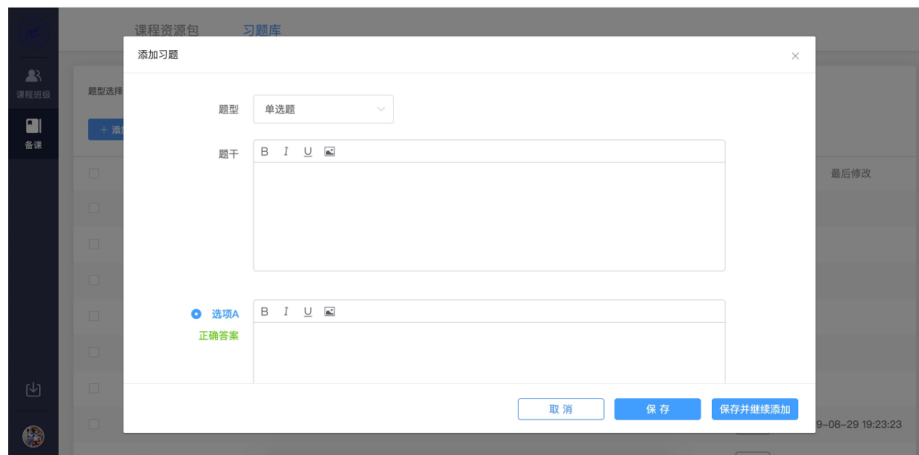 课程资源包 习题库
添加习题
课程班级
题型选择
备课
题型 单选题
题干
B I U
最后修改
选项A
B I U
正确答案
取消 保存 保存并继续添加
9-08-29 19:23:23